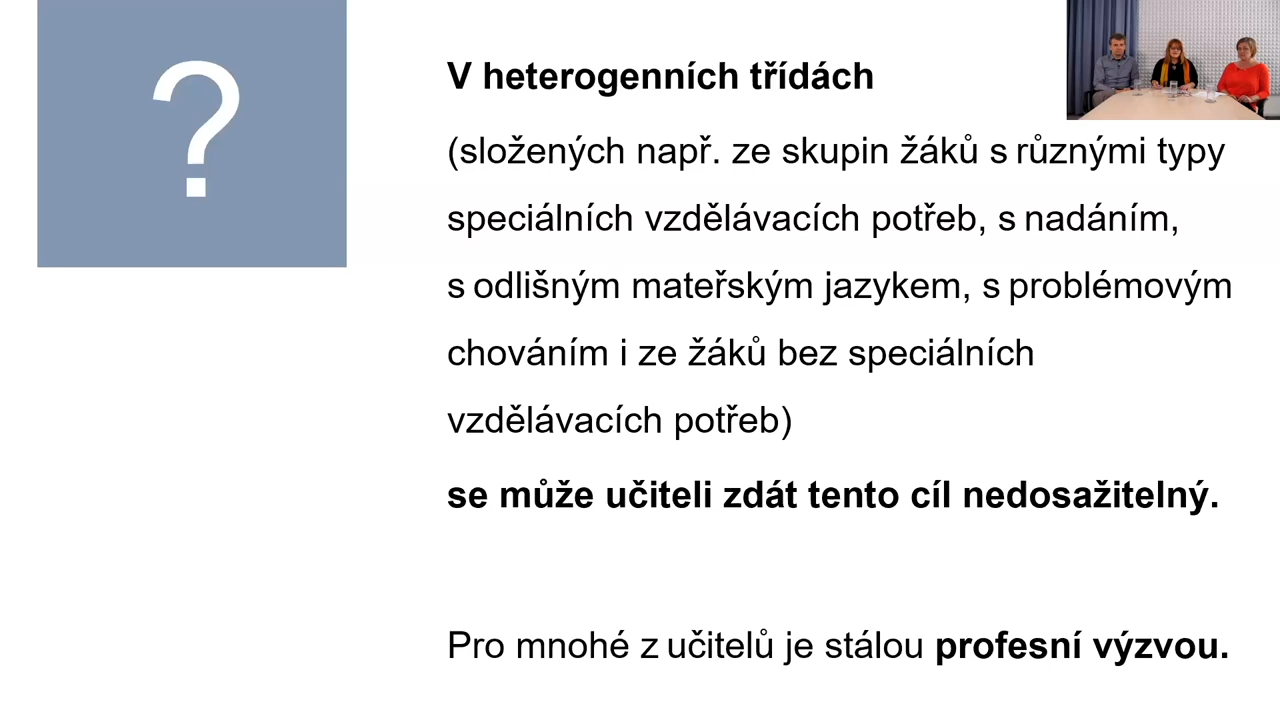 ?
V heterogenních třídách
(složených např. ze skupin žáků s různými typy
speciálních vzdělávacích potřeb, s nadáním,
s odlišným mateřským jazykem, s problémovým
chováním i ze žáků bez speciálních
vzdělávacích potřeb)
se může učiteli zdát tento cíl nedosažitelný.
Pro mnohé z učitelů je stálou profesní výzvou.